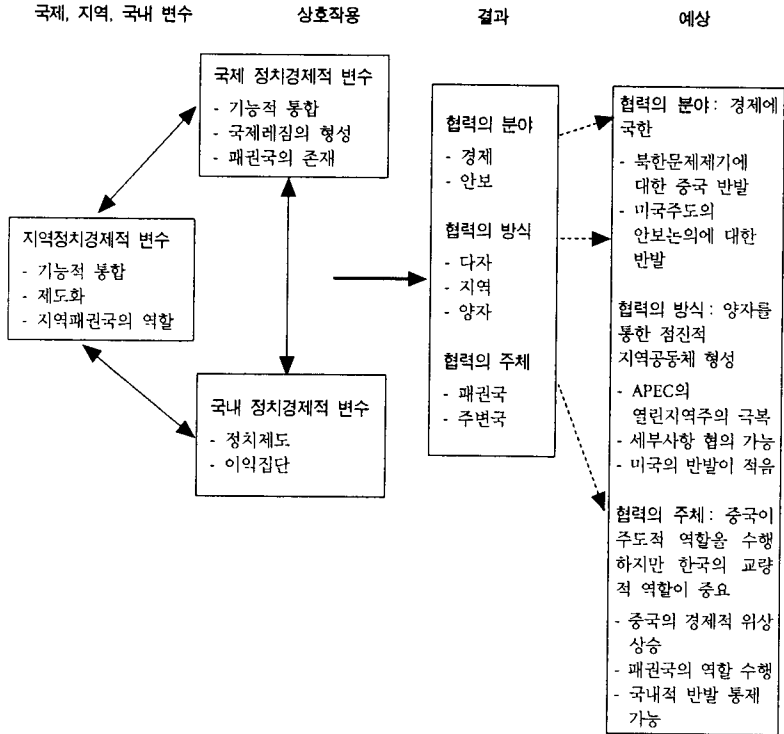 국제, 지역, 국내 변수
상호작용
결과
예상
국제 정치경제적 변수
- 기능적 통합
- 국제레짐의 형성
- 패권국의 존재
지역정치경제적 변수
- 기능적 통합
- 제도화
- 지역패권국의 역할
국내 정치경제적 변수
- 정치제도
- 이익집단
협력의 분야
- 경제
- 안보
협력의 방식
- 다자
- 지역
- 양자
협력의 주체
- 패권국
- 주변국
협력의 분야: 경제에
국한
- 북한문제제기에
대한 중국 반발
- 미국주도의
안보논의에 대한
반발
협력의 방식: 양자를
통한 점진적
지역공동체 형성
- APEC의
열린지역주의 극복
- 세부사항 협의 가능
- 미국의 반발이 적음
협력의 주체: 중국이
주도적 역할을 수행
하지만 한국의 교량
적 역할이 중요
- 중국의 경제적 위상
상승
- 패권국의 역할 수행
- 국내적 반발 통제
가능